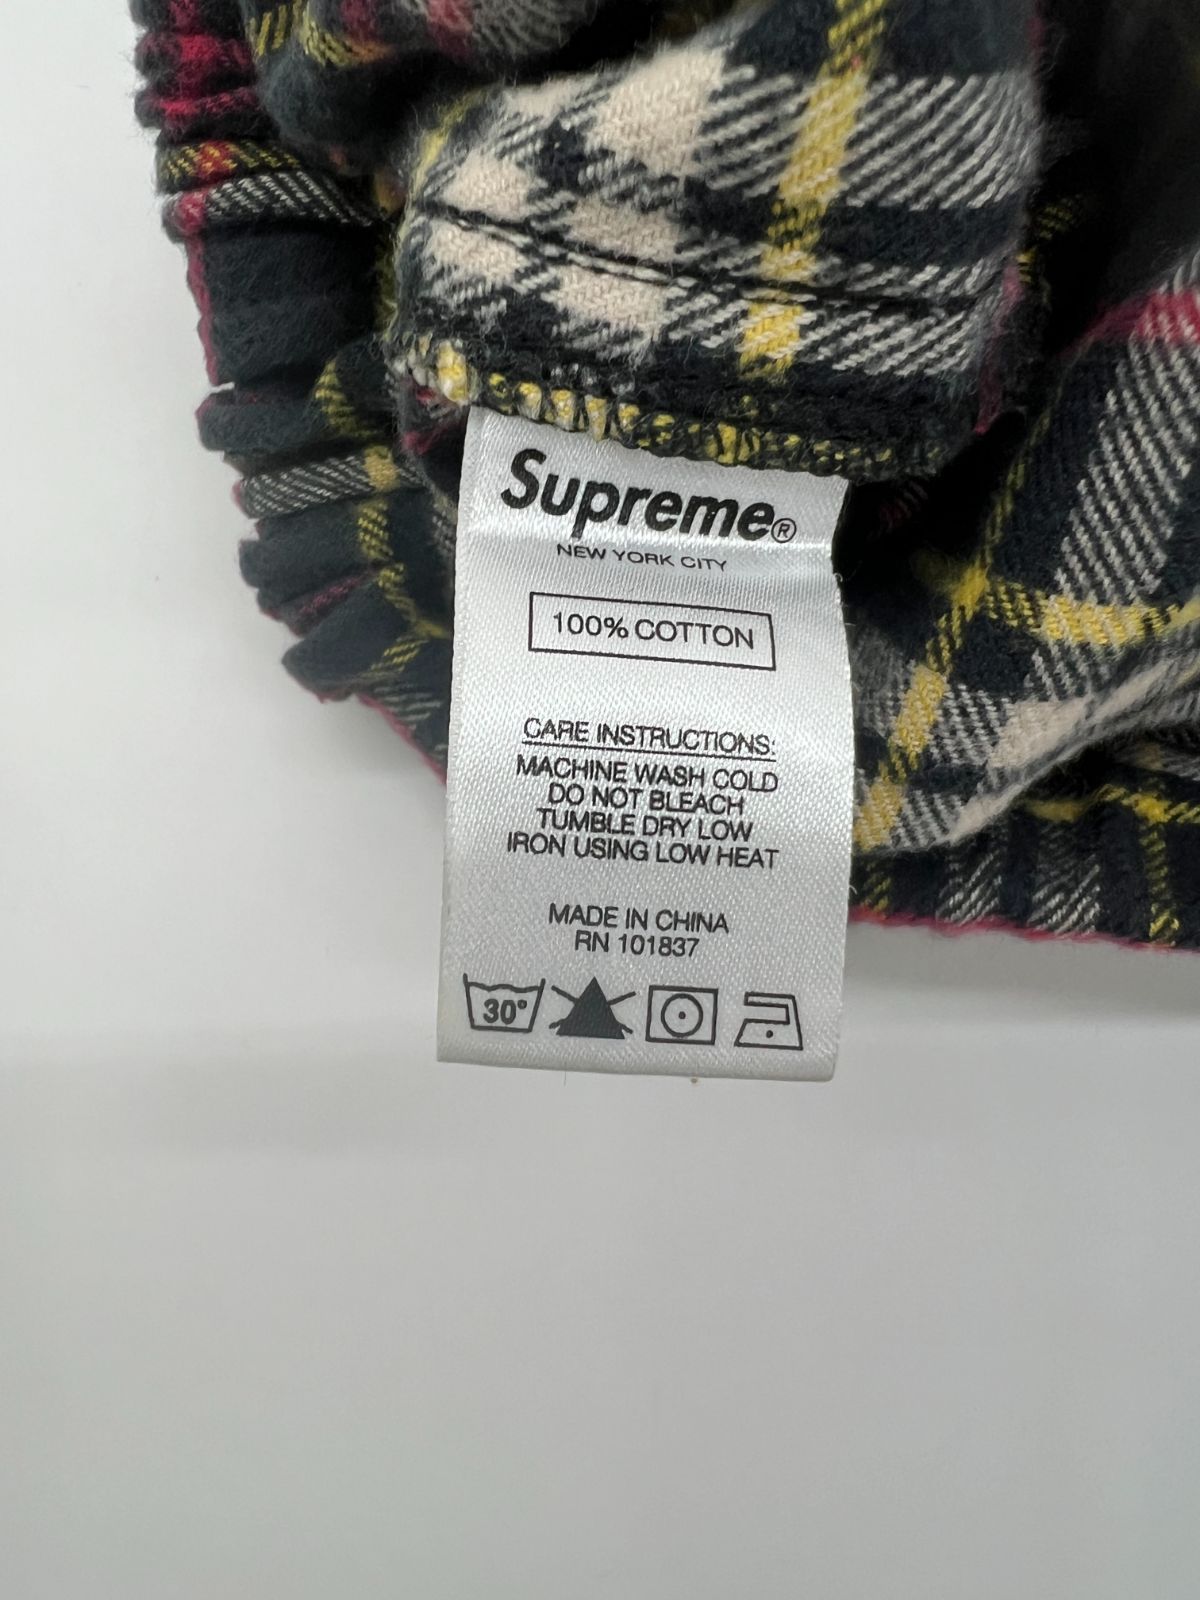 Supreme®
NEW YORK CITY
100% COTTON
CARE INSTRUCTIONS:
MACHINE WASH COLD
DO NOT BLEACH
TUMBLE DRY LOW
IRON USING LOW HEAT
MADE IN CHINA
RN 101837
30°